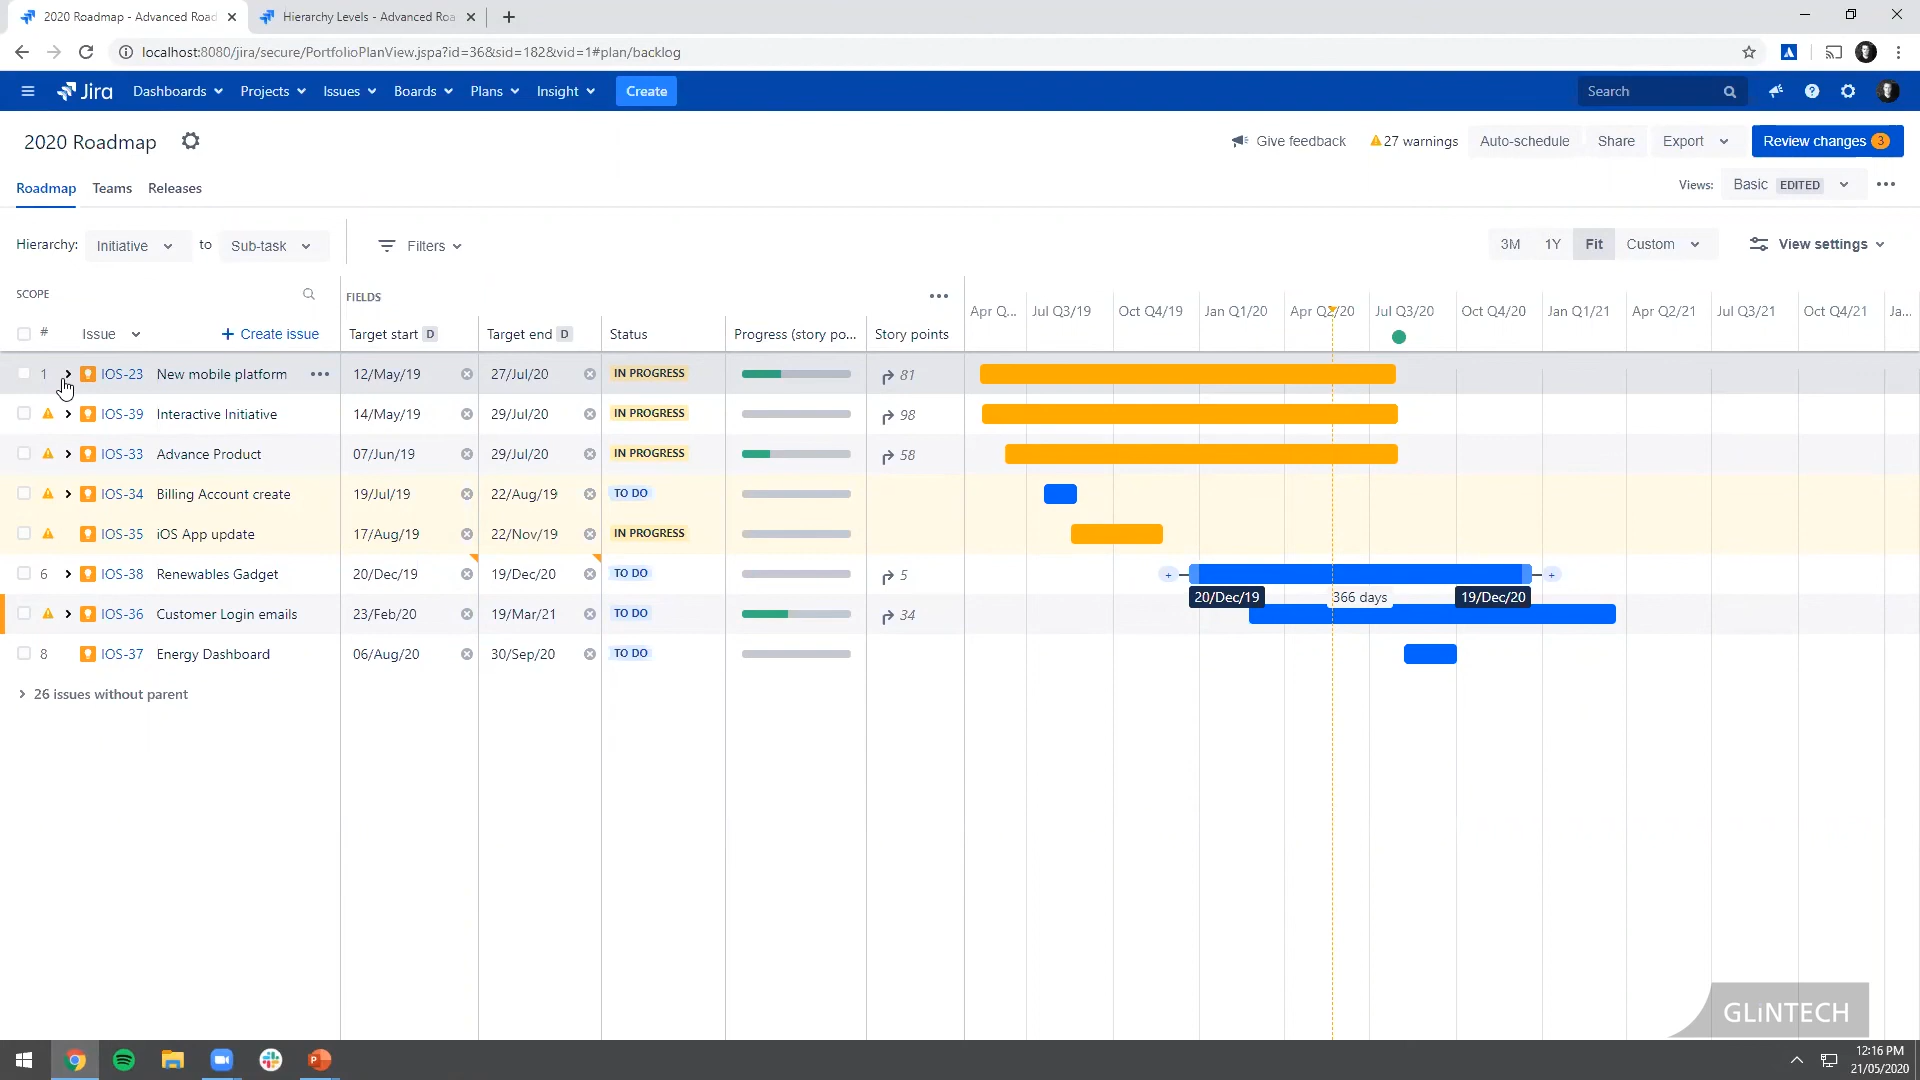 2020 Roadmap - Advanced Road
Hierarchy Levels - Advanced Roa
localhost:8080/jira/secure/PortfolioPlanView.jspa?id=36&sid=182&vid=1#plan/backlog
Jira Dashboards Projects Issues Boards Plans Insight Create Search
2020 Roadmap Give feedback 27 warnings Auto-schedule Share Export Review changes 3
Roadmap Teams Releases Views: Basic EDITED
Hierarchy: Initiative to Sub-task Filters 3M 1Y Fit Custom View settings
SCOPE FIELDS
Apr Q... Jul Q3/19 Oct Q4/19 Jan Q1/20 Apr Q2/20 Jul Q3/20 Oct Q4/20 Jan Q1/21 Apr Q2/21 Jul Q3/21 Oct Q4/21 Ja...
# Issue + Create issue Target start D Target end D Status Progress (story po... Story points
1 IOS-23 New mobile platform 12/May/19 27/Jul/20 IN PROGRESS 81
IOS-39 Interactive Initiative 14/May/19 29/Jul/20 IN PROGRESS 98
IOS-33 Advance Product 07/Jun/19 29/Jul/20 IN PROGRESS 58
IOS-34 Billing Account create 19/Jul/19 22/Aug/19 TO DO
IOS-35 iOS App update 17/Aug/19 22/Nov/19 IN PROGRESS
6 IOS-38 Renewables Gadget 20/Dec/19 19/Dec/20 TO DO 5
20/Dec/19 366 days 19/Dec/20
IOS-36 Customer Login emails 23/Feb/20 19/Mar/21 TO DO 34
8 IOS-37 Energy Dashboard 06/Aug/20 30/Sep/20 TO DO
26 issues without parent
GLiNTECH
12:16 PM
21/05/2020